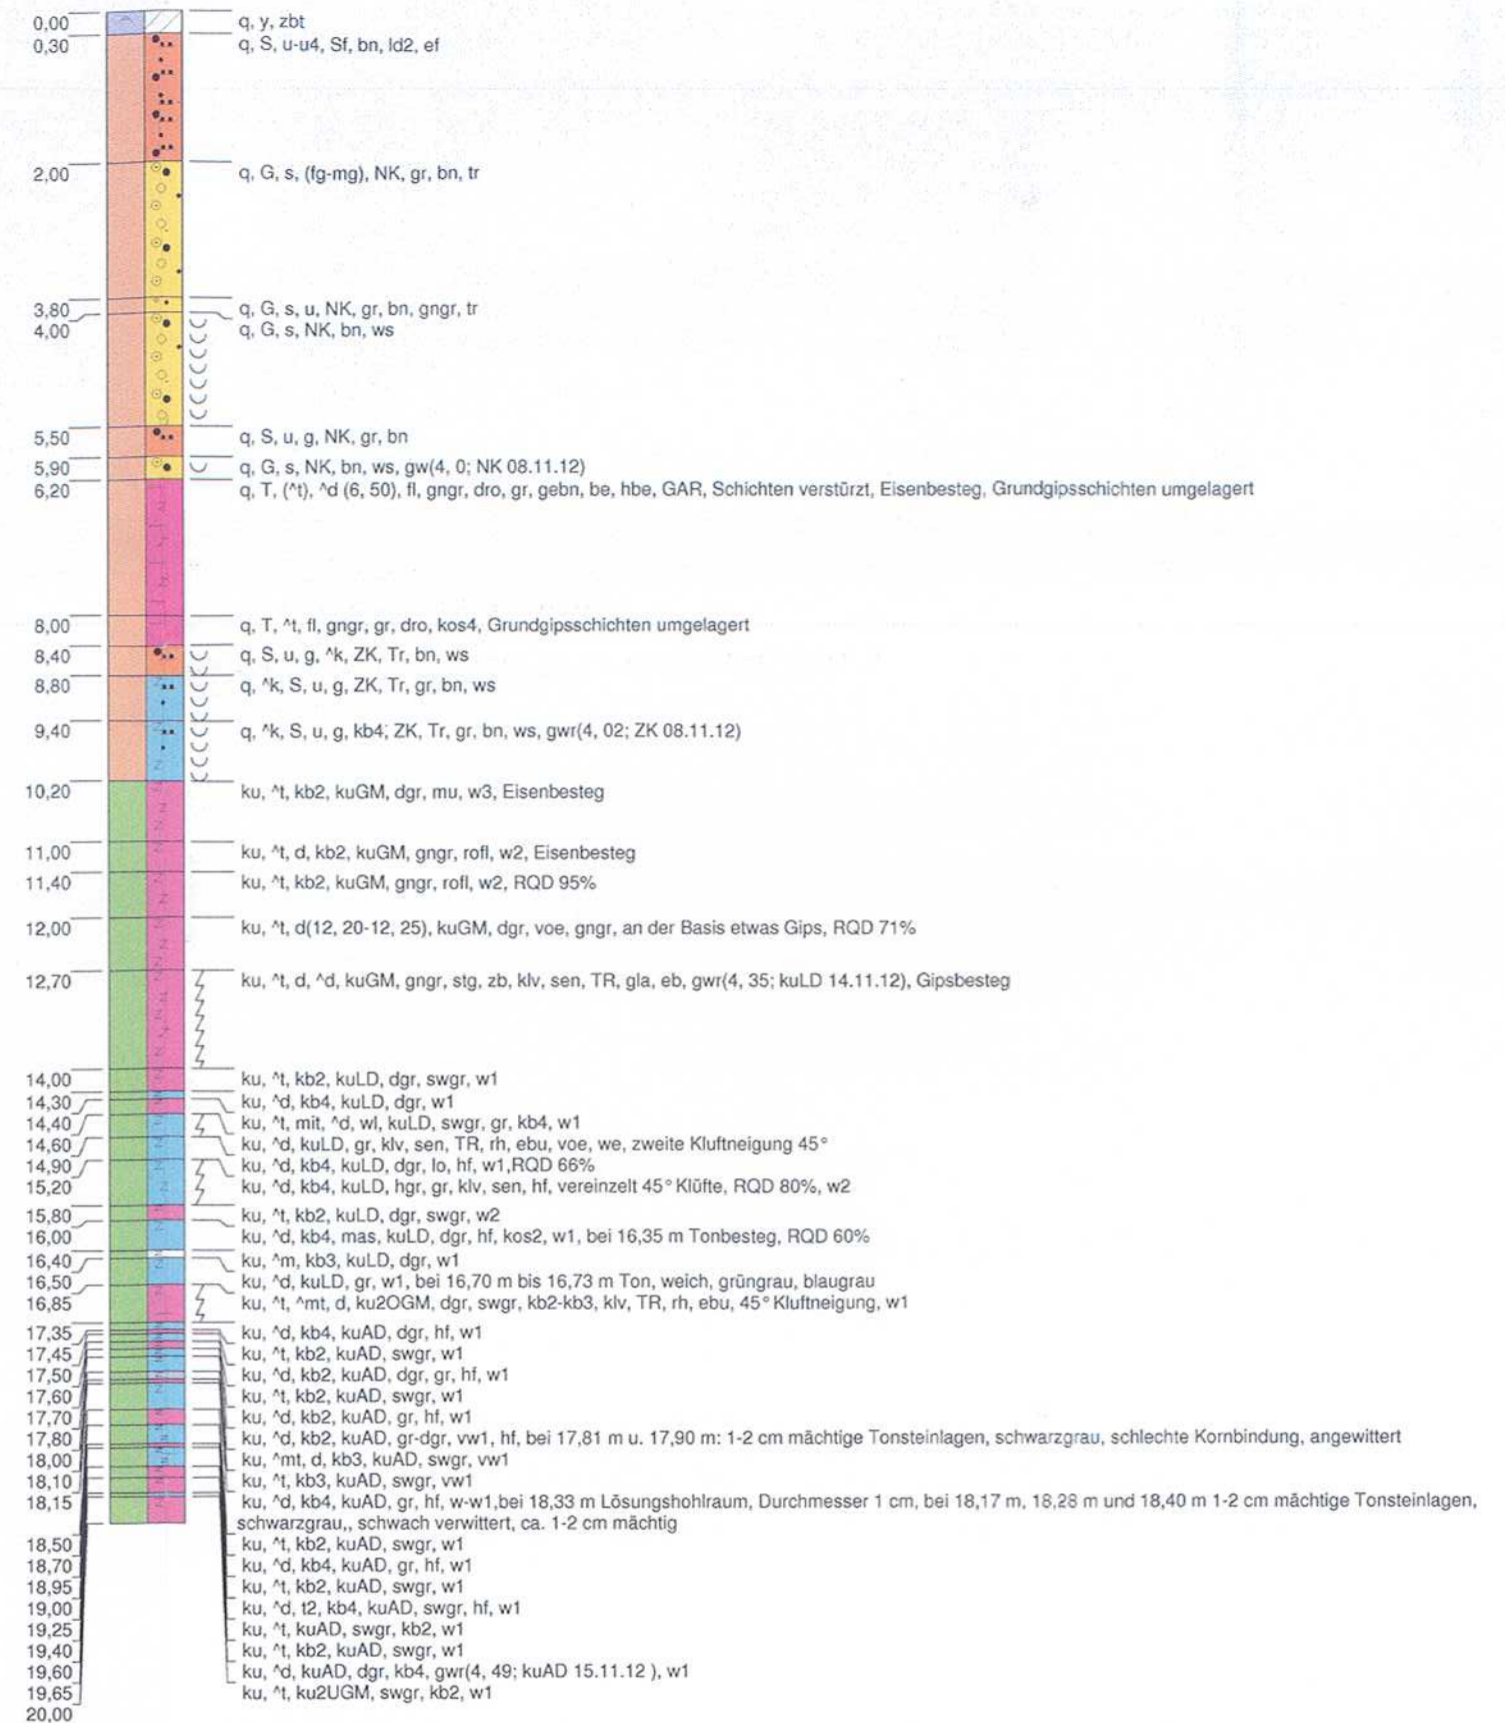 0,00 q, y, zbt
0,30 q, S, u-u4, Sf, bn, ld2, ef
2,00 q, G, s, (fg-mg), NK, gr, bn, tr
3,80 q, G, s, u, NK, gr, bn, gngr, tr
4,00 q, G, s, NK, bn, ws
5,50 q, S, u, g, NK, gr, bn
5,90 q, G, s, NK, bn, ws, gw(4, 0; NK 08.11.12)
6,20 q, T, (^t), ^d (6, 50), fl, gngr, dro, gr, gebn, be, hbe, GAR, Schichten verstürzt, Eisenbesteg, Grundgipsschichten umgelagert
8,00 q, T, ^t, fl, gngr, gr, dro, kos4, Grundgipsschichten umgelagert
8,40 q, S, u, g, ^k, ZK, Tr, bn, ws
8,80 q, ^k, S, u, g, ZK, Tr, gr, bn, ws
9,40 q, ^k, S, u, g, kb4, ZK, Tr, gr, bn, ws, gwr(4, 02; ZK 08.11.12)
10,20 ku, ^t, kb2, kuGM, dgr, mu, w3, Eisenbesteg
11,00 ku, ^t, d, kb2, kuGM, gngr, rofl, w2, Eisenbesteg
11,40 ku, ^t, kb2, kuGM, gngr, rofl, w2, RQD 95%
12,00 ku, ^t, d(12, 20-12, 25), kuGM, dgr, voe, gngr, an der Basis etwas Gips, RQD 71%
12,70 ku, ^t, d, ^d, kuGM, gngr, stg, zb, klv, sen, TR, gla, eb, gwr(4, 35; kuLD 14.11.12), Gipsbesteg
14,00 ku, ^t, kb2, kuLD, dgr, swgr, w1
14,30 ku, ^d, kb4, kuLD, dgr, w1
14,40 ku, ^t, mit, ^d, wl, kuLD, swgr, gr, kb4, w1
14,60 ku, ^d, kuLD, gr, klv, sen, TR, rh, ebu, voe, we, zweite Kluftneigung 45°
14,90 ku, ^d, kb4, kuLD, dgr, lo, hf, w1,RQD 66%
15,20 ku, ^d, kb4, kuLD, hgr, gr, klv, sen, hf, vereinzelt 45° Klüfte, RQD 80%, w2
15,80 ku, ^t, kb2, kuLD, dgr, swgr, w2
16,00 ku, ^d, kb4, mas, kuLD, dgr, hf, kos2, w1, bei 16,35 m Tonbesteg, RQD 60%
16,40 ku, ^m, kb3, kuLD, dgr, w1
16,50 ku, ^d, kuLD, gr, w1, bei 16,70 m bis 16,73 m Ton, weich, grüngrau, blaugrau
16,85 ku, ^t, ^mt, d, ku2OGM, dgr, swgr, kb2-kb3, klv, TR, rh, ebu, 45° Kluftneigung, w1
17,35 ku, ^d, kb4, kuAD, dgr, hf, w1
17,45 ku, ^t, kb2, kuAD, swgr, w1
17,50 ku, ^d, kb2, kuAD, dgr, gr, hf, w1
17,60 ku, ^t, kb2, kuAD, swgr, w1
17,70 ku, ^d, kb2, kuAD, gr, hf, w1
17,80 ku, ^d, kb2, kuAD, gr-dgr, vw1, hf, bei 17,81 m u. 17,90 m: 1-2 cm mächtige Tonsteinlagen, schwarzgrau, schlechte Kornbindung, angewittert
18,00 ku, ^mt, d, kb3, kuAD, swgr, vw1
18,10 ku, ^t, kb3, kuAD, swgr, vw1
18,15 ku, ^d, kb4, kuAD, gr, hf, w-w1,bei 18,33 m Lösungshohlraum, Durchmesser 1 cm, bei 18,17 m, 18,28 m und 18,40 m 1-2 cm mächtige Tonsteinlagen,
schwarzgrau,, schwach verwittert, ca. 1-2 cm mächtig
18,50 ku, ^t, kb2, kuAD, swgr, w1
18,70 ku, ^d, kb4, kuAD, gr, hf, w1
18,95 ku, ^t, kb2, kuAD, swgr, w1
19,00 ku, ^d, t2, kb4, kuAD, swgr, hf, w1
19,25 ku, ^t, kuAD, swgr, kb2, w1
19,40 ku, ^t, kb2, kuAD, swgr, w1
19,60 ku, ^d, kuAD, dgr, kb4, gwr(4, 49; kuAD 15.11.12 ), w1
19,65 ku, ^t, ku2UGM, swgr, kb2, w1
20,00